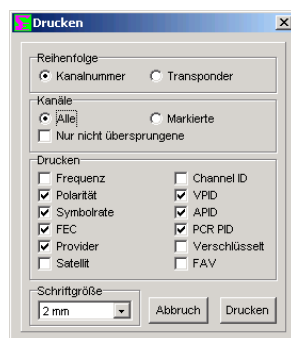 Drucken
Reihenfolge
Kanalnummer Transponder
Kanäle
Alle Markierte
Nur nicht übersprungene
Drucken
Frequenz Channel ID
Polarität VPID
Symbolrate APID
FEC PCR PID
Provider Verschlüsselt
Satellit FAV
Schriftgröße
2 mm Abbruch Drucken